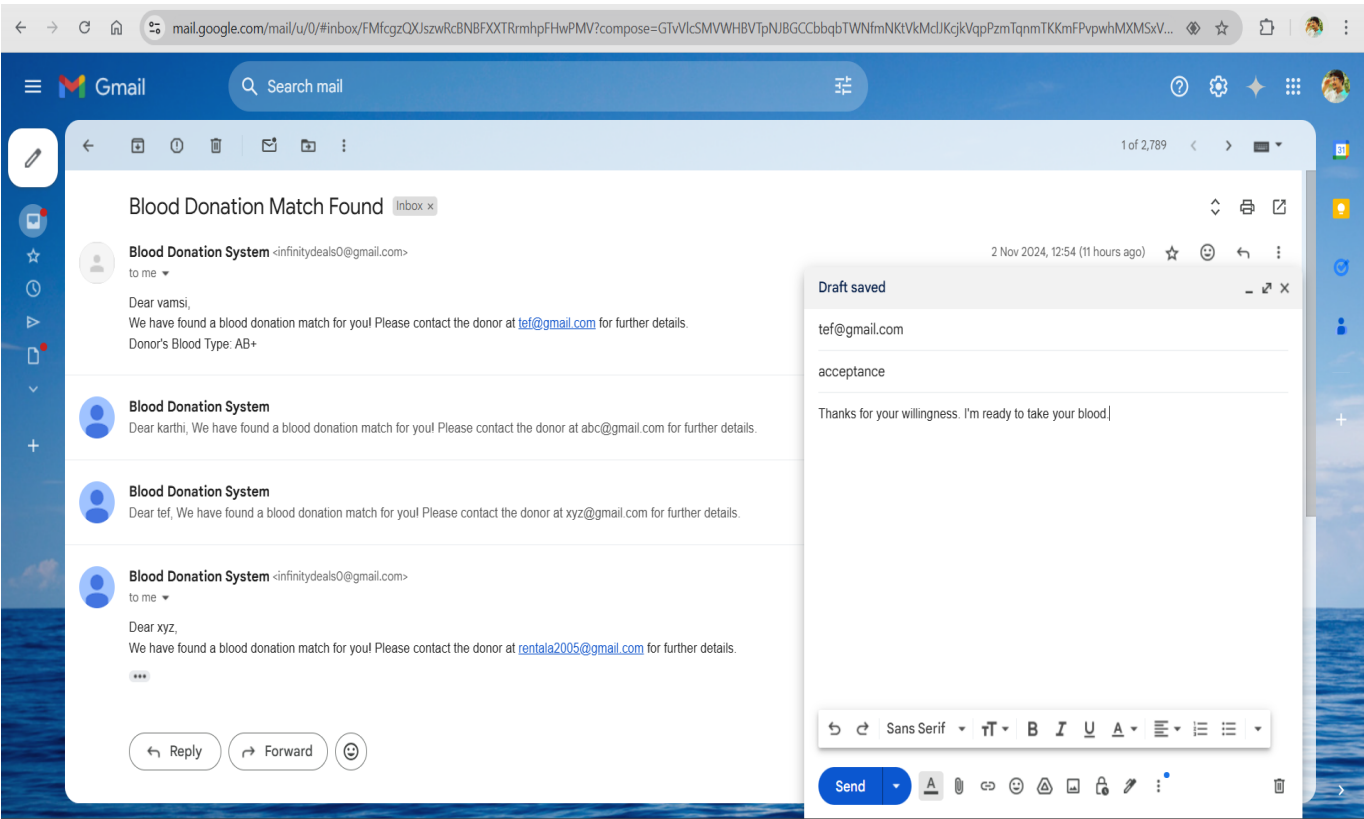 mail.google.com/mail/u/0/#inbox/FMfcgzQXJszwRcBNBFXXTRrmhpFHwPMV?compose=GTvVlcSMVWHBVTpNJBGCCbbqbTWNfmNKtVkMclJKcjkVqpPzmTqnmTKKmFPvpwhMXMSxV...
Gmail
Search mail
1 of 2,789
31
Blood Donation Match Found Inbox ×
Blood Donation System <infinitydeals0@gmail.com>
2 Nov 2024, 12:54 (11 hours ago)
to me
Dear vamsi,
We have found a blood donation match for you! Please contact the donor at tef@gmail.com for further details.
Donor's Blood Type: AB+
Blood Donation System
Dear karthi, We have found a blood donation match for you! Please contact the donor at abc@gmail.com for further details.
Blood Donation System
Dear tef, We have found a blood donation match for you! Please contact the donor at xyz@gmail.com for further details.
Blood Donation System <infinitydeals0@gmail.com>
to me
Dear xyz,
We have found a blood donation match for you! Please contact the donor at rentala2005@gmail.com for further details.
Reply
Forward
Draft saved
tef@gmail.com
acceptance
Thanks for your willingness. I'm ready to take your blood.
Sans Serif
B I U A
Send
A